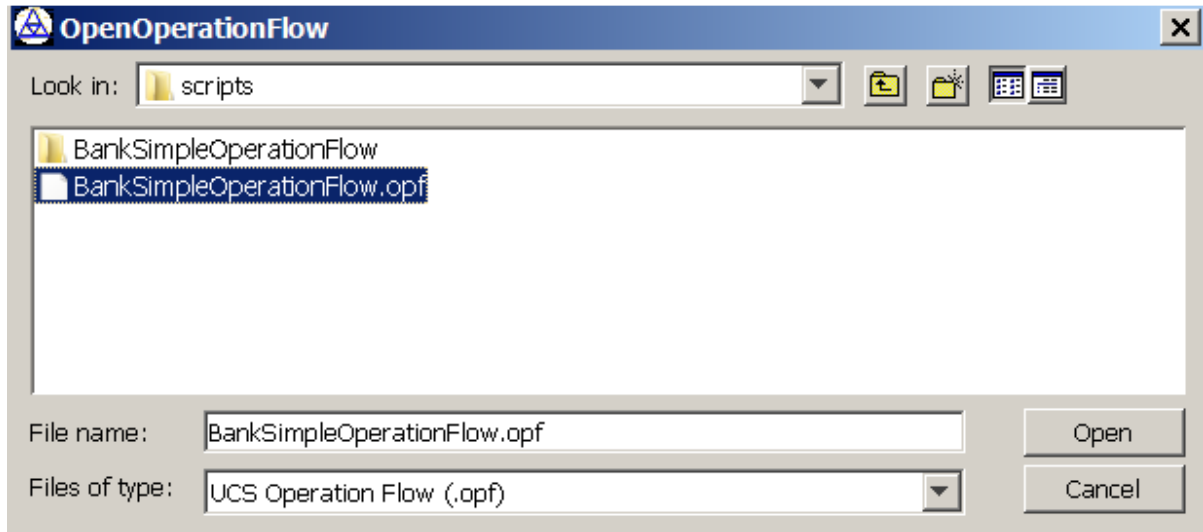 OpenOperationFlow
Look in: scripts
BankSimpleOperationFlow
BankSimpleOperationFlow.opf
File name: BankSimpleOperationFlow.opf Open
Files of type: UCS Operation Flow (.opf) Cancel